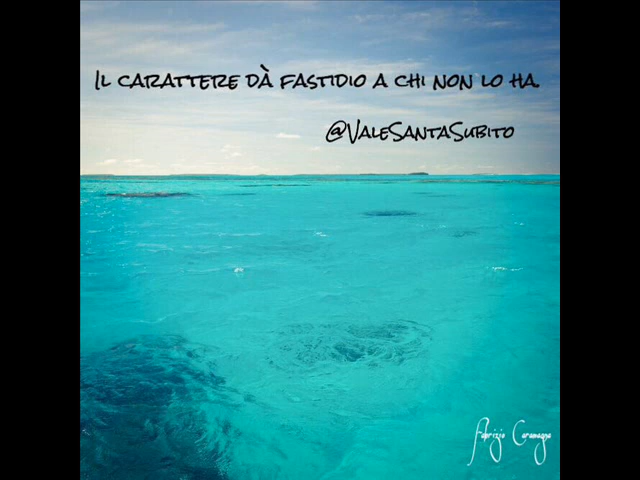 Il carattere dà fastidio a chi non lo ha.
@ValeSantaSubito
Fabrizio Caramagna